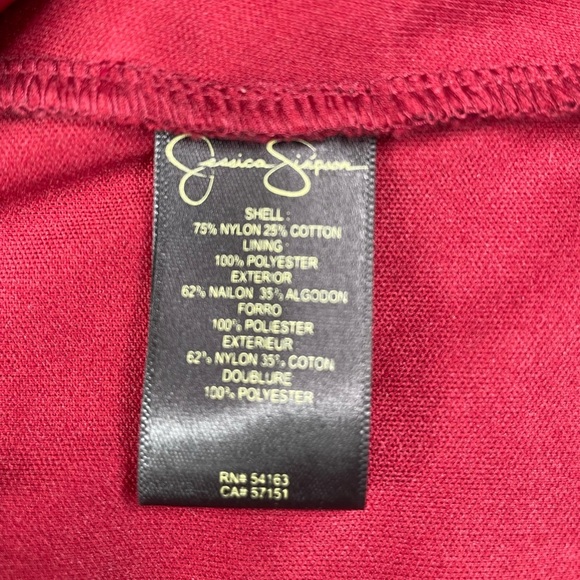 Jessica Simpson
SHELL :
75% NYLON 25% COTTON
LINING
100% POLYESTER
EXTERIOR
62% NAILON 35% ALGODON
FORRO
100% POLIESTER
EXTERIEUR
62% NYLON 35% COTON
DOUBLURE
100% POLYESTER
RN# 54163
CA# 57151